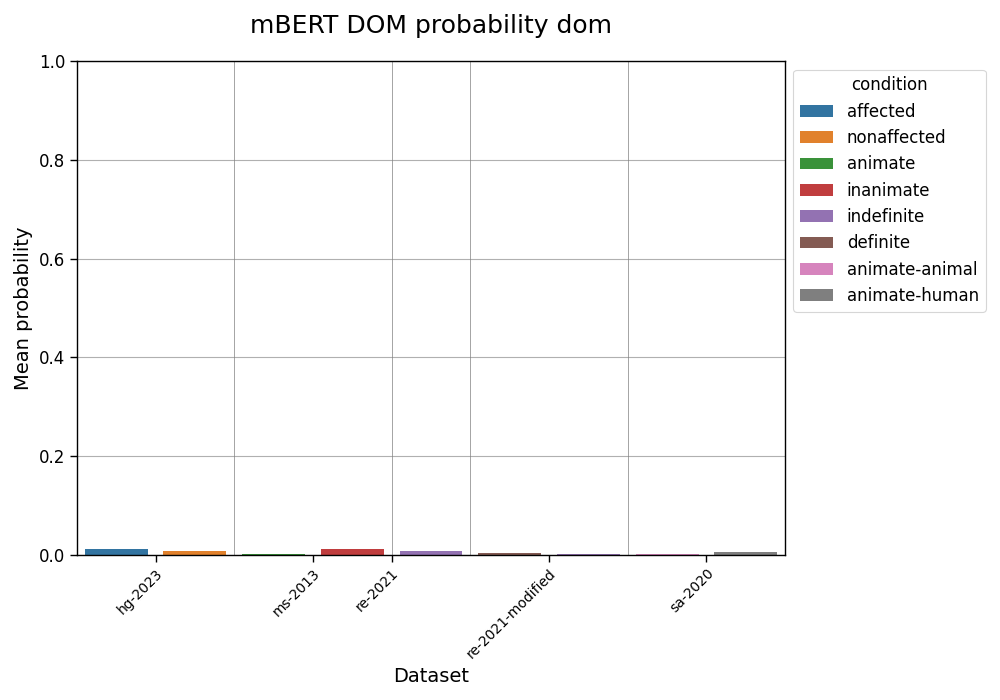 mBERT DOM probability dom
1.0
0.8
0.6
0.4
0.2
0.0
Mean probability
hg-2023
ms-2013
re-2021
re-2021-modified
sa-2020
Dataset
condition
affected
nonaffected
animate
inanimate
indefinite
definite
animate-animal
animate-human